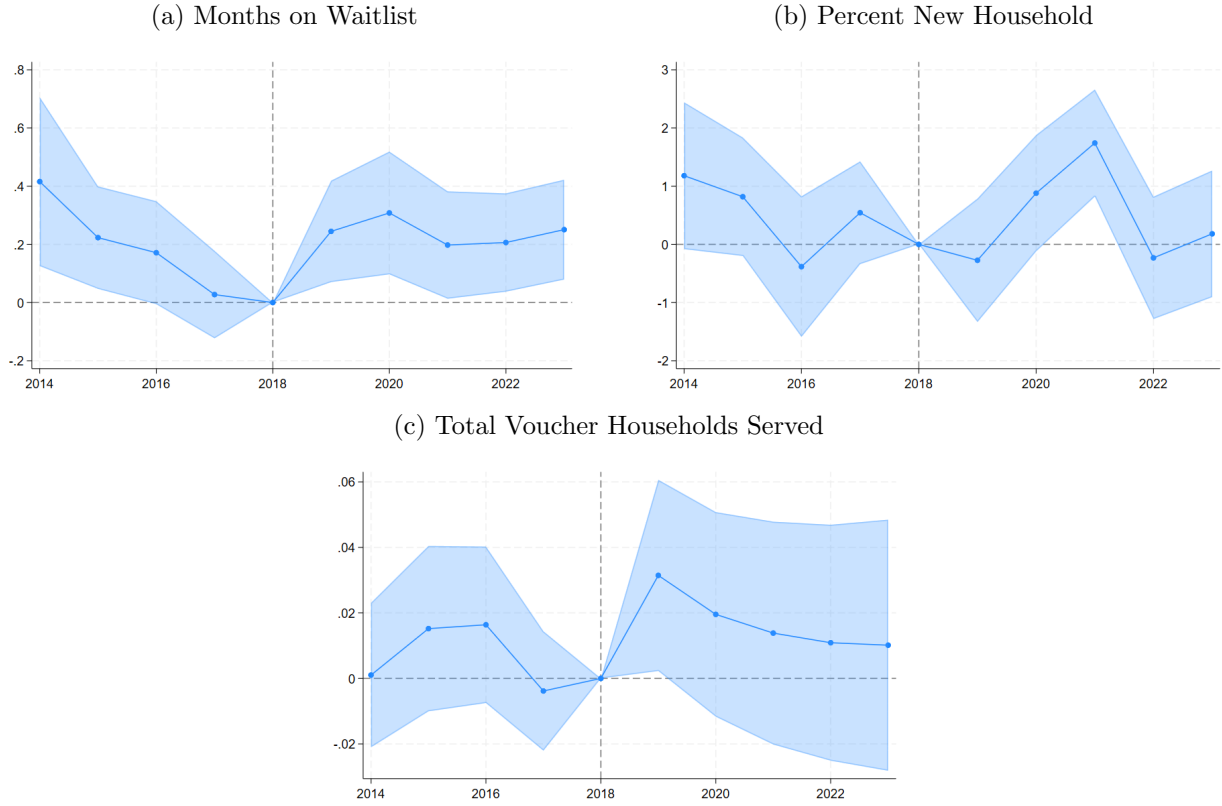 (a) Months on Waitlist
.8
.6
.4
.2
0
-.2
2014 2016 2018 2020 2022
(b) Percent New Household
3
2
1
0
-1
-2
2014 2016 2018 2020 2022
(c) Total Voucher Households Served
.06
.04
.02
0
-.02
2014 2016 2018 2020 2022